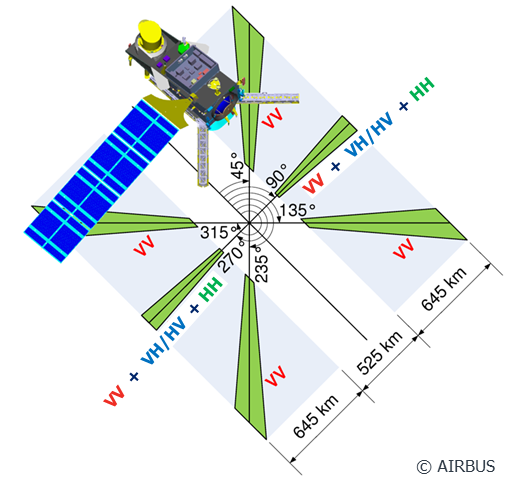 VV
VV + VH/HV + HH
45°
90°
135°
315°
270°
235°
VV
VV
VV + VH/HV + HH
VV
645 km
525 km
645 km
© AIRBUS